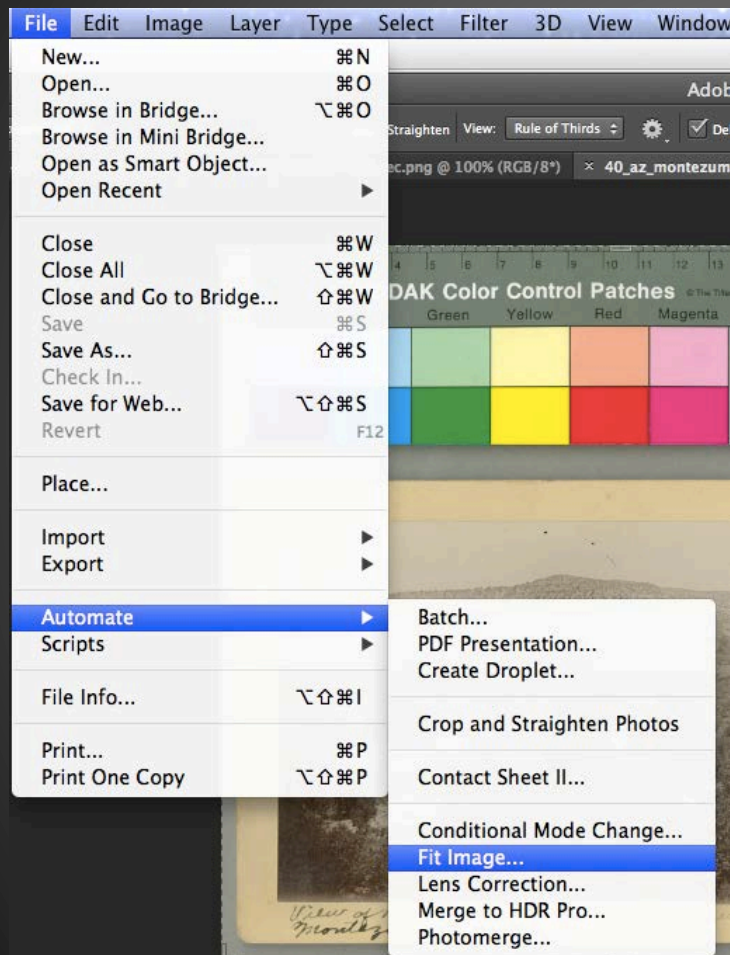 File Edit Image Layer Type Select Filter 3D View Window
New... ⌘N
Open... ⌘O
Browse in Bridge... ⌥⌘O
Browse in Mini Bridge...
Open as Smart Object...
Open Recent ▶
Close ⌘W
Close All ⌥⌘W
Close and Go to Bridge... ⇧⌘W
Save ⌘S
Save As... ⇧⌘S
Check In...
Save for Web... ⌥⇧⌘S
Revert F12
Place...
Import ▶
Export ▶
Automate ▶
Scripts ▶
File Info... ⌥⇧⌘I
Print... ⌘P
Print One Copy ⌥⇧⌘P
Batch...
PDF Presentation...
Create Droplet...
Crop and Straighten Photos
Contact Sheet II...
Conditional Mode Change...
Fit Image...
Lens Correction...
Merge to HDR Pro...
Photomerge...
Adob
Straighten View: Rule of Thirds De
ec.png @ 100% (RGB/8*) × 40_az_montezum
4 5 6 7 8 9 10 11 12 13
DAK Color Control Patches
Green Yellow Red Magenta
View of
Montez